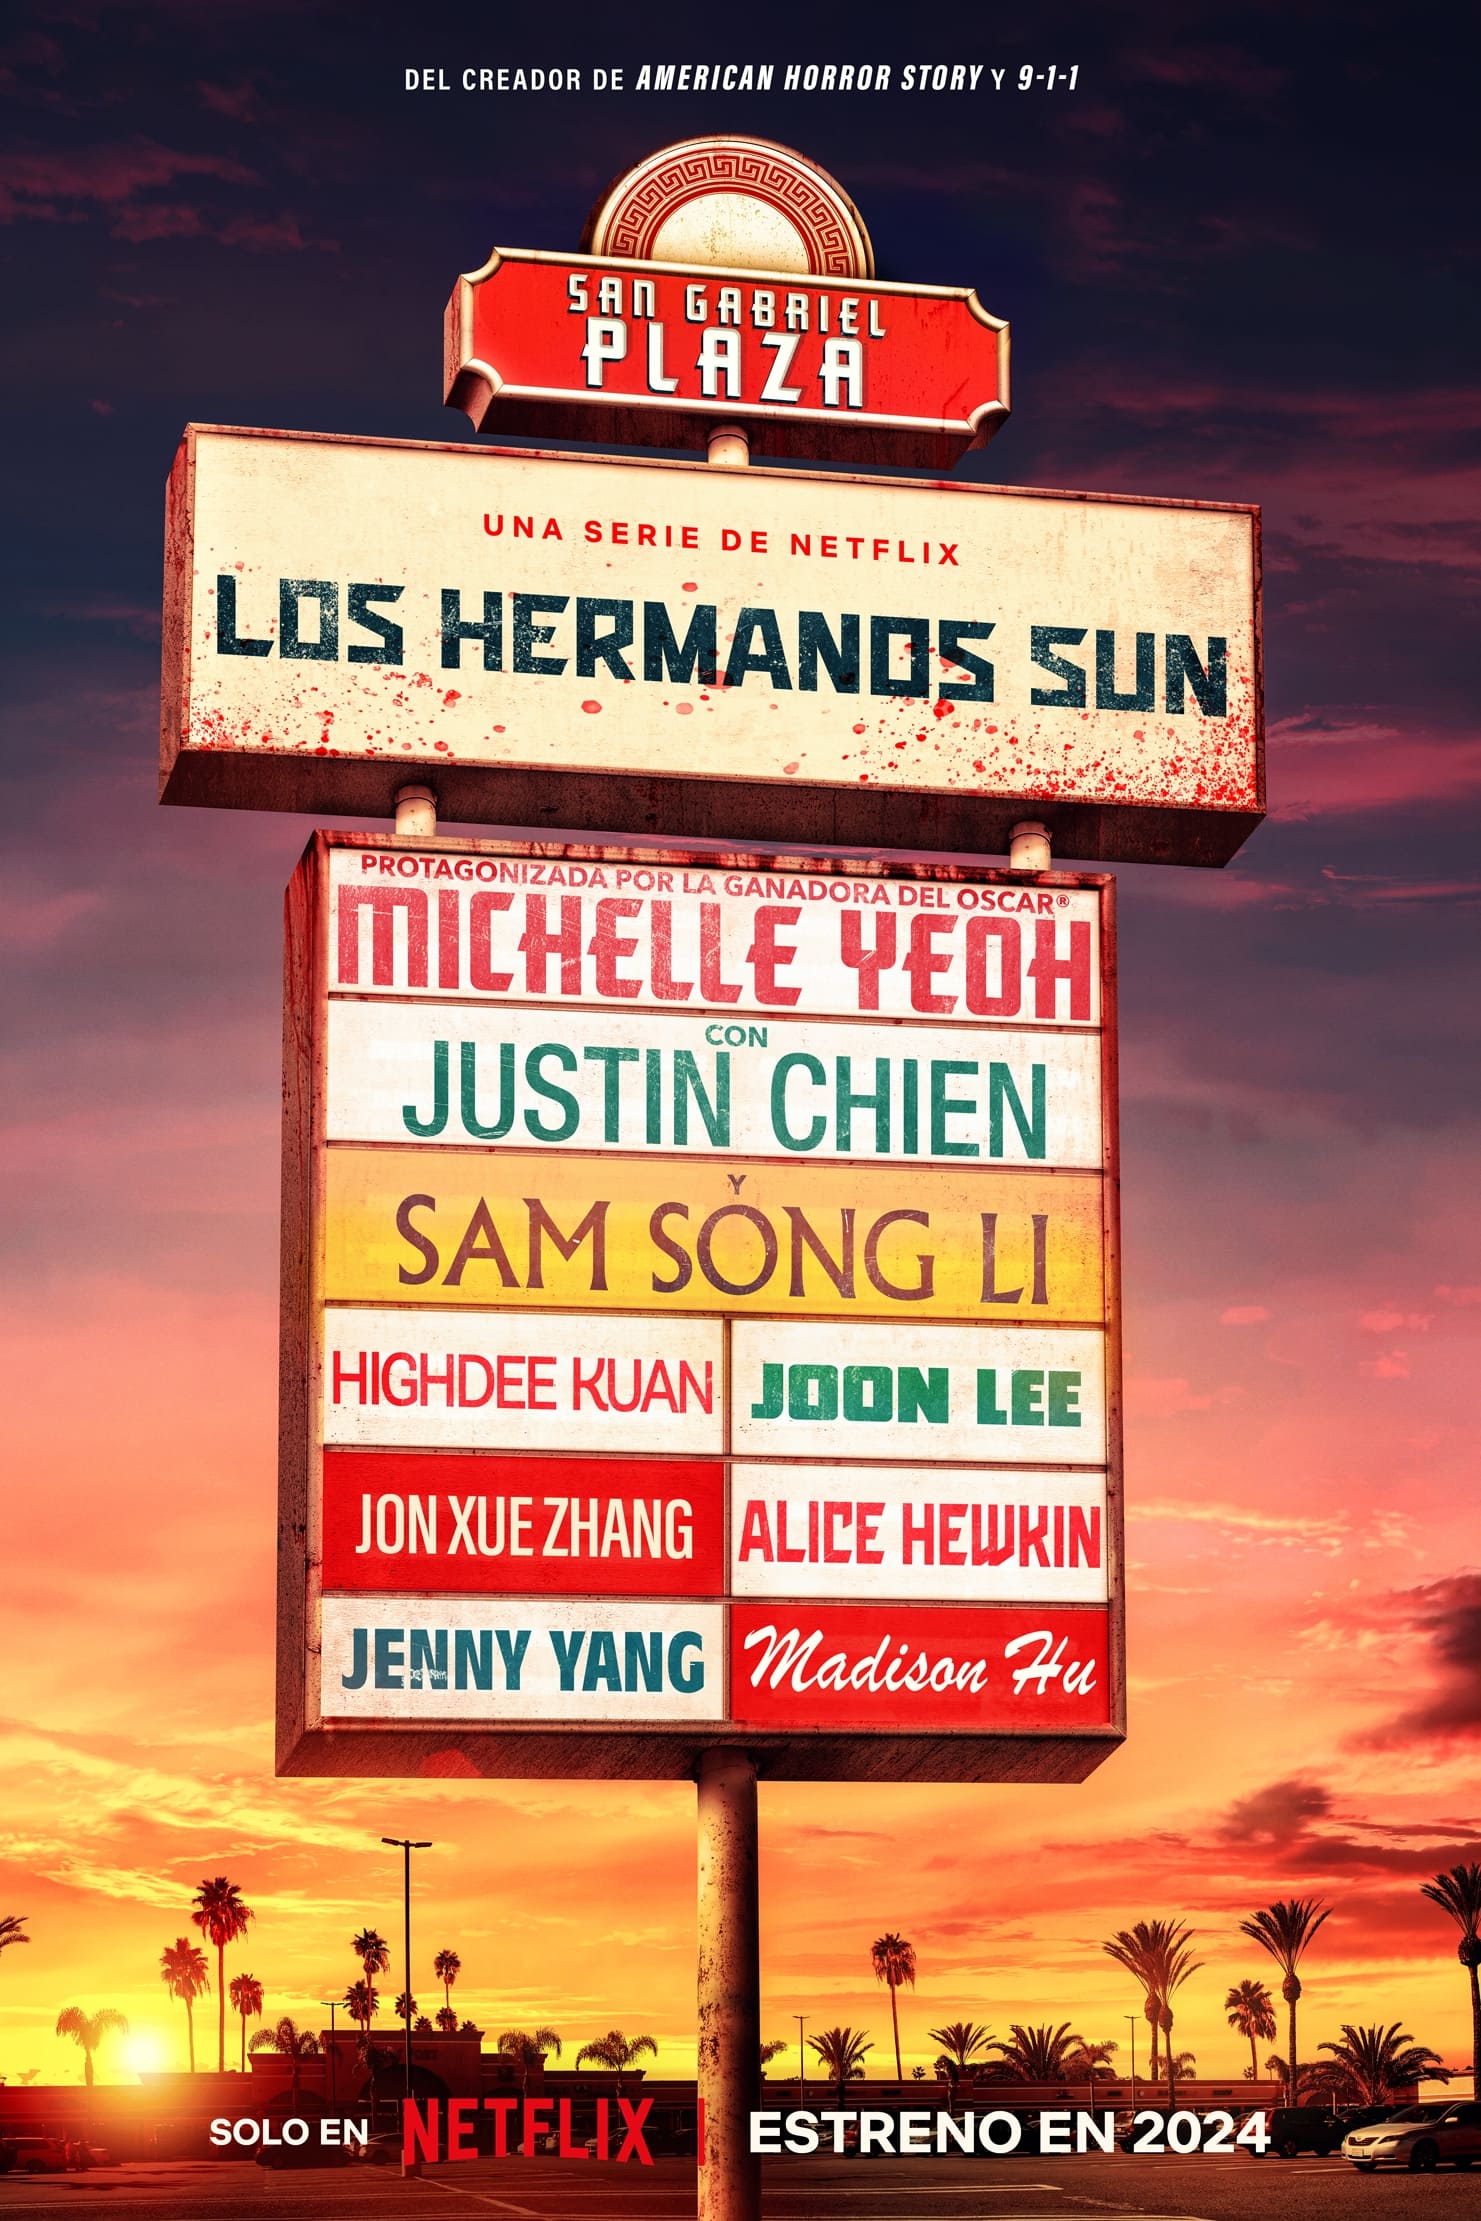 DEL CREADOR DE AMERICAN HORROR STORY Y 9-1-1
SAN GABRIEL
PLAZA
UNA SERIE DE NETFLIX
LOS HERMANOS SUN
PROTAGONIZADA POR LA GANADORA DEL OSCAR®
MICHELLE YEOH
CON
JUSTIN CHIEN
Y
SAM SONG LI
HIGHDEE KUAN
JOON LEE
JON XUE ZHANG
ALICE HEWKIN
JENNY YANG
Madison Hu
SOLO EN NETFLIX | ESTRENO EN 2024